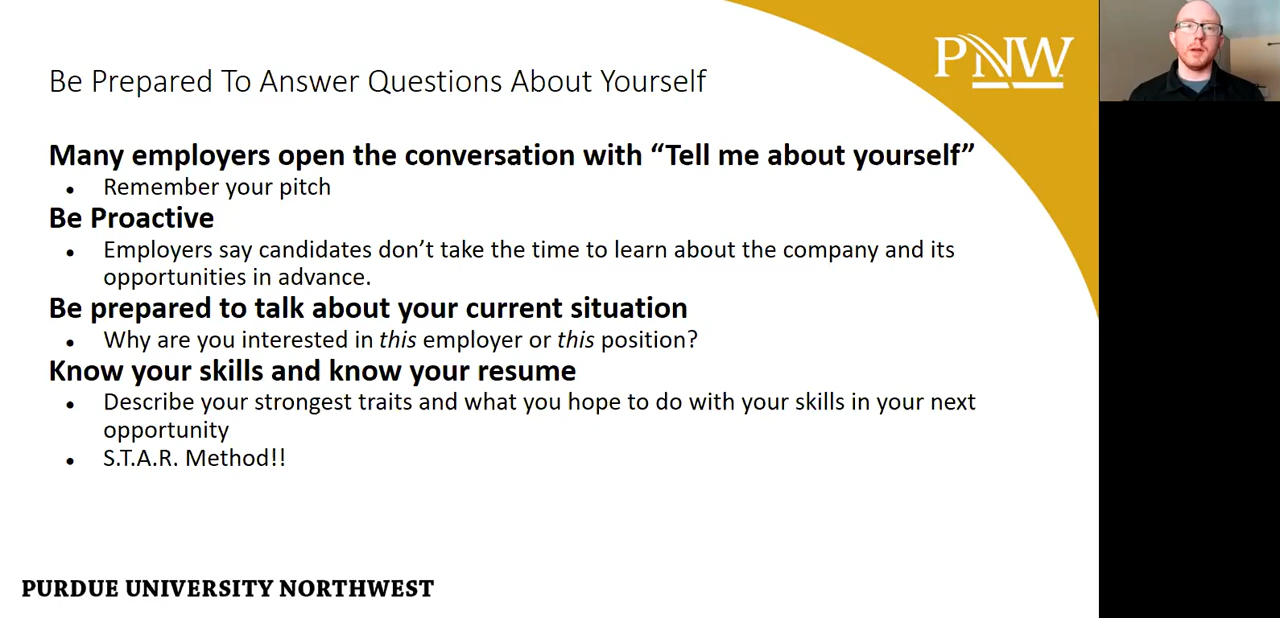 PNW
Be Prepared To Answer Questions About Yourself
Many employers open the conversation with “Tell me about yourself”
• Remember your pitch
Be Proactive
• Employers say candidates don’t take the time to learn about the company and its
opportunities in advance.
Be prepared to talk about your current situation
• Why are you interested in this employer or this position?
Know your skills and know your resume
• Describe your strongest traits and what you hope to do with your skills in your next
opportunity
• S.T.A.R. Method!!
PURDUE UNIVERSITY NORTHWEST